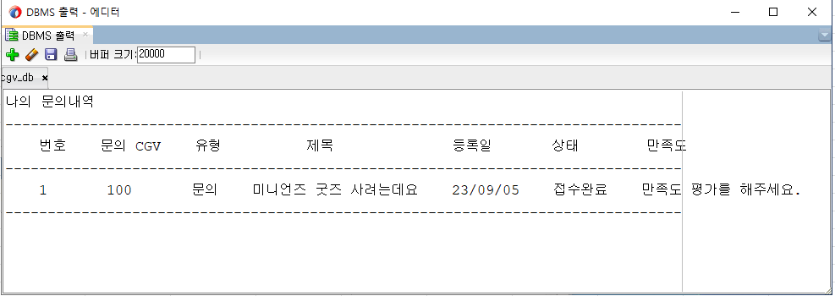 DBMS 출력 - 에디터
DBMS 출력 ×
버퍼 크기: 20000
cgv_db ×
나의 문의내역
--------------------------------------------------------------------------------
번호 문의 CGV 유형 제목 등록일 상태 만족도
--------------------------------------------------------------------------------
1 100 문의 미니언즈 굿즈 사려는데요 23/09/05 접수완료 만족도 평가를 해주세요.
--------------------------------------------------------------------------------